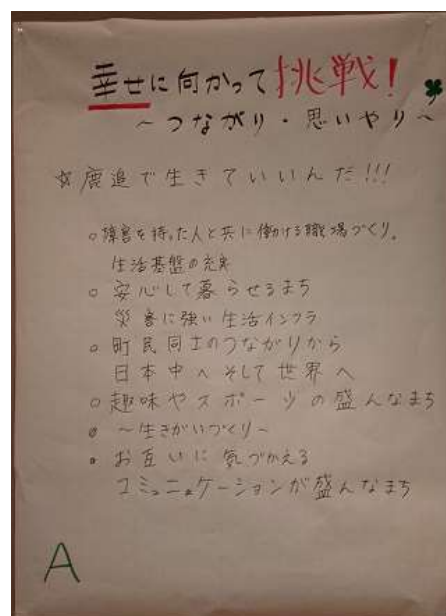 幸せに向かって挑戦!
～つながり・思いやり～
☆鹿追で生きていいんだ!!!
○障害を持った人と共に働ける職場づくり。
生活基盤の充実
○安心して暮らせるまち
災害に強い生活インフラ
○町民同士のつながりから
日本中へそして世界へ
○趣味やスポーツの盛んなまち
○～生きがいづくり～
○お互いに気づかえる
コミュニュケーションが盛んなまち
A